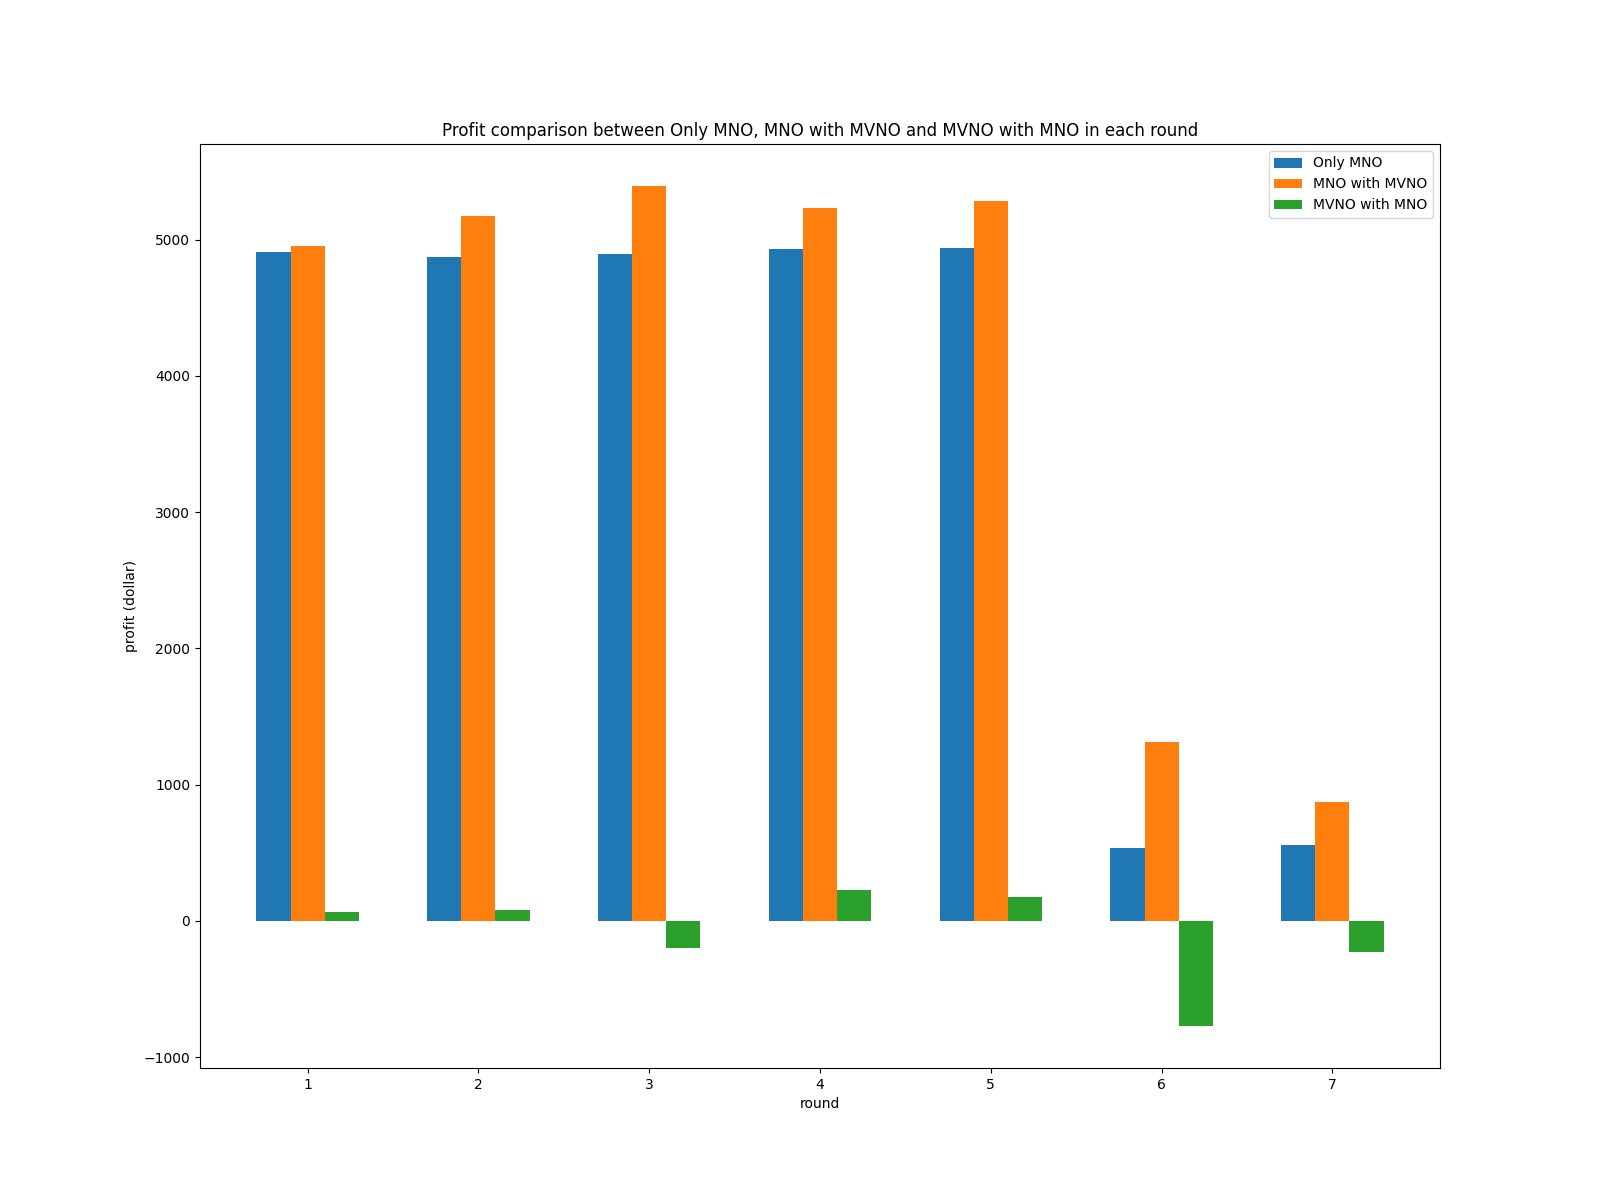 Profit comparison between Only MNO, MNO with MVNO and MVNO with MNO in each round
Only MNO
MNO with MVNO
MVNO with MNO
profit (dollar)
5000
4000
3000
2000
1000
0
−1000
1 2 3 4 5 6 7
round